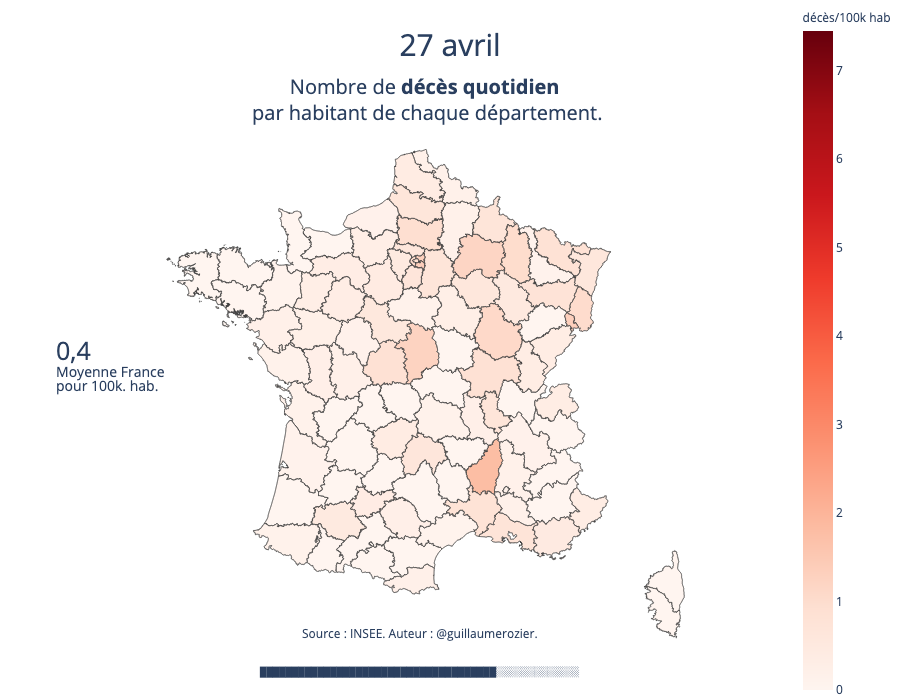 décès/100k hab
27 avril
Nombre de décès quotidien
par habitant de chaque département.
7
6
5
4
3
2
1
0
0,4
Moyenne France
pour 100k. hab.
Source : INSEE. Auteur : @guillaumerozier.